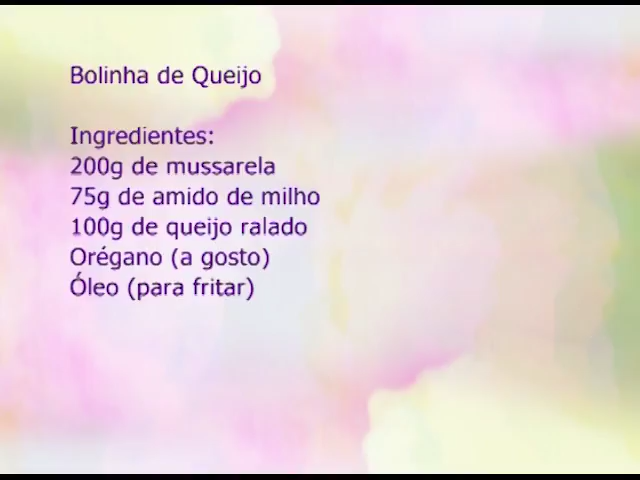 Bolinha de Queijo
Ingredientes:
200g de mussarela
75g de amido de milho
100g de queijo ralado
Orégano (a gosto)
Óleo (para fritar)